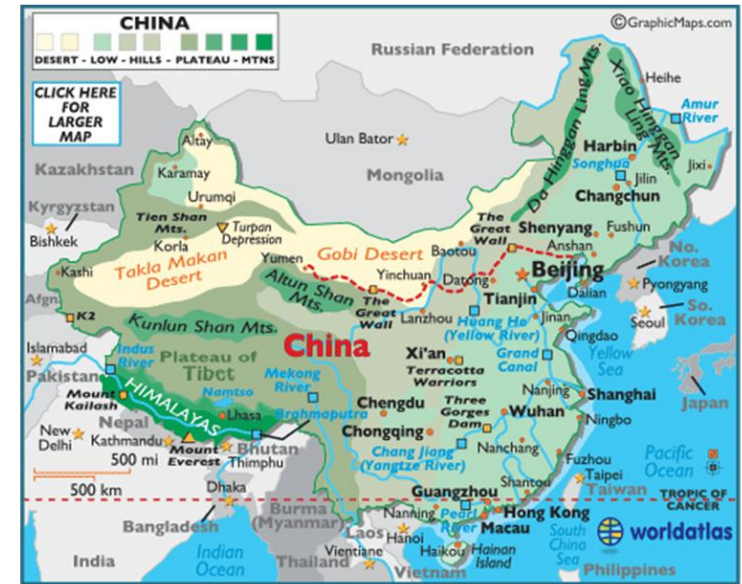 CHINA
DESERT - LOW - HILLS - PLATEAU - MTNS
©GraphicMaps.com
CLICK HERE
FOR
LARGER
MAP
Russian Federation
Heihe
Amur
River
Da Hinggan Ling Mts.
Xiao Hinggan
Ling Mts.
Ulan Bator
Mongolia
Altay
Karamay
Urumqi
Kazakhstan
Kyrgyzstan
Bishkek
Harbin
Songhua
Jilin
Jixi
Changchun
Tien Shan
Mts.
Turpan
Depression
Korla
The
Great
Wall
Shenyang
Fushun
Anshan
Takla Makan
Desert
Yumen
Gobi Desert
Baotou
Yinchuan
Datong
Beijing
Dalian
No.
Korea
Pyongyang
Kashi
Afgn.
K2
Altun Shan
Mts.
The
Great
Wall
Lanzhou
Tianjin
Huang He
(Yellow River)
Jinan
Qingdao
Seoul
So.
Korea
Kunlun Shan Mts.
China
Xi'an
Terracotta
Warriors
Grand
Canal
Yellow
Sea
Japan
Islamabad
Pakistan
Indus
River
Plateau of
Tibet
Mekong
River
Mount
Kailash
HIMALAYAS
Namtso
Lhasa
Brahmaputra
Chengdu
Chongqing
Three
Gorges
Dam
Nanjing
Wuhan
Shanghai
Ningbo
New
Delhi
Nepal
Kathmandu
Mount
Everest
Bhutan
Thimphu
Chang Jiang
(Yangtze River)
Nanchang
Fuzhou
Pacific
Ocean
500 mi
500 km
Dhaka
Shantou
Taipei
Taiwan
TROPIC OF
CANCER
Guangzhou
Nanning
Pearl
River
Hong Kong
Macau
Bangladesh
Burma
(Myanmar)
Laos
Hanoi
Vientiane
Haikou
Hainan
Island
South
China
Sea
worldatlas
India
Indian
Ocean
Thailand
Vietnam
Philippines